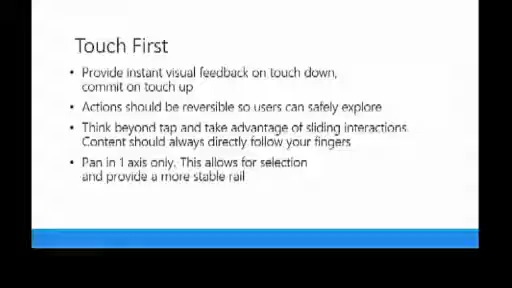 Touch First
• Provide instant visual feedback on touch down,
commit on touch up
• Actions should be reversible so users can safely explore
• Think beyond tap and take advantage of sliding interactions.
Content should always directly follow your fingers
• Pan in 1 axis only. This allows for selection
and provide a more stable rail